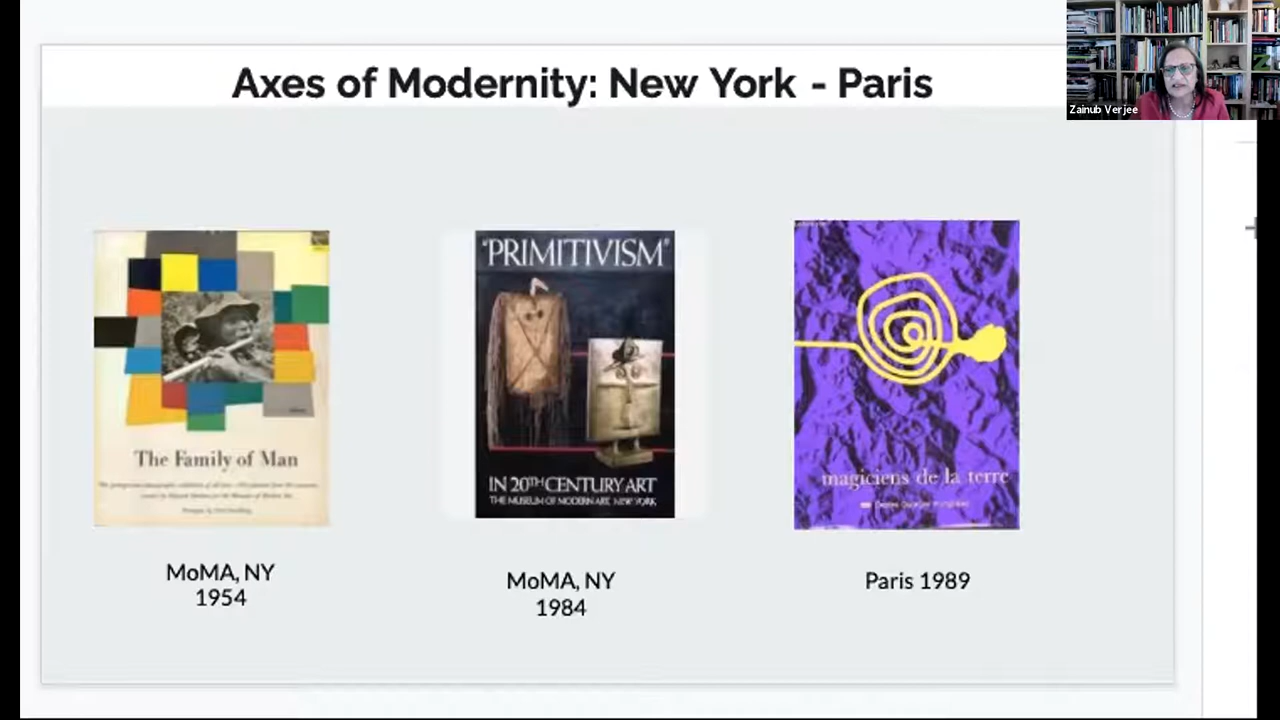 Axes of Modernity: New York - Paris
Zainub Verjee
The Family of Man
"PRIMITIVISM"
IN 20TH CENTURY ART
THE MUSEUM OF MODERN ART, NEW YORK
magiciens de la terre
MoMA, NY
1954
MoMA, NY
1984
Paris 1989